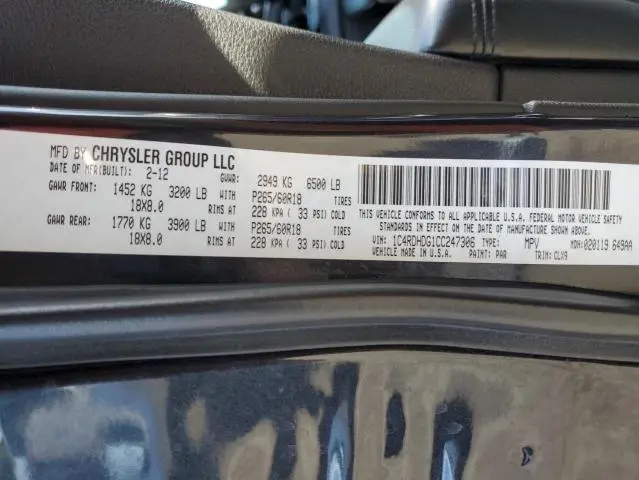 MFD BY CHRYSLER GROUP LLC
DATE OF MFR(BUILT): 2-12 GVWR: 2949 KG 6500 LB
GAWR FRONT: 1452 KG 3200 LB WITH P265/60R18 TIRES
18X8.0 RIMS AT 228 KPA ( 33 PSI) COLD
GAWR REAR: 1770 KG 3900 LB WITH P265/60R18 TIRES
18X8.0 RIMS AT 228 KPA ( 33 PSI) COLD
THIS VEHICLE CONFORMS TO ALL APPLICABLE U.S.A. FEDERAL MOTOR VEHICLE
SAFETY STANDARDS IN EFFECT ON THE DATE OF MANUFACTURE SHOWN ABOVE.
VIN: 1C4RDHDG1CC247306 TYPE: MPV MDH: 020119 649AA
VEHICLE MADE IN U.S.A. PAINT: PAR TRIM: CLX9